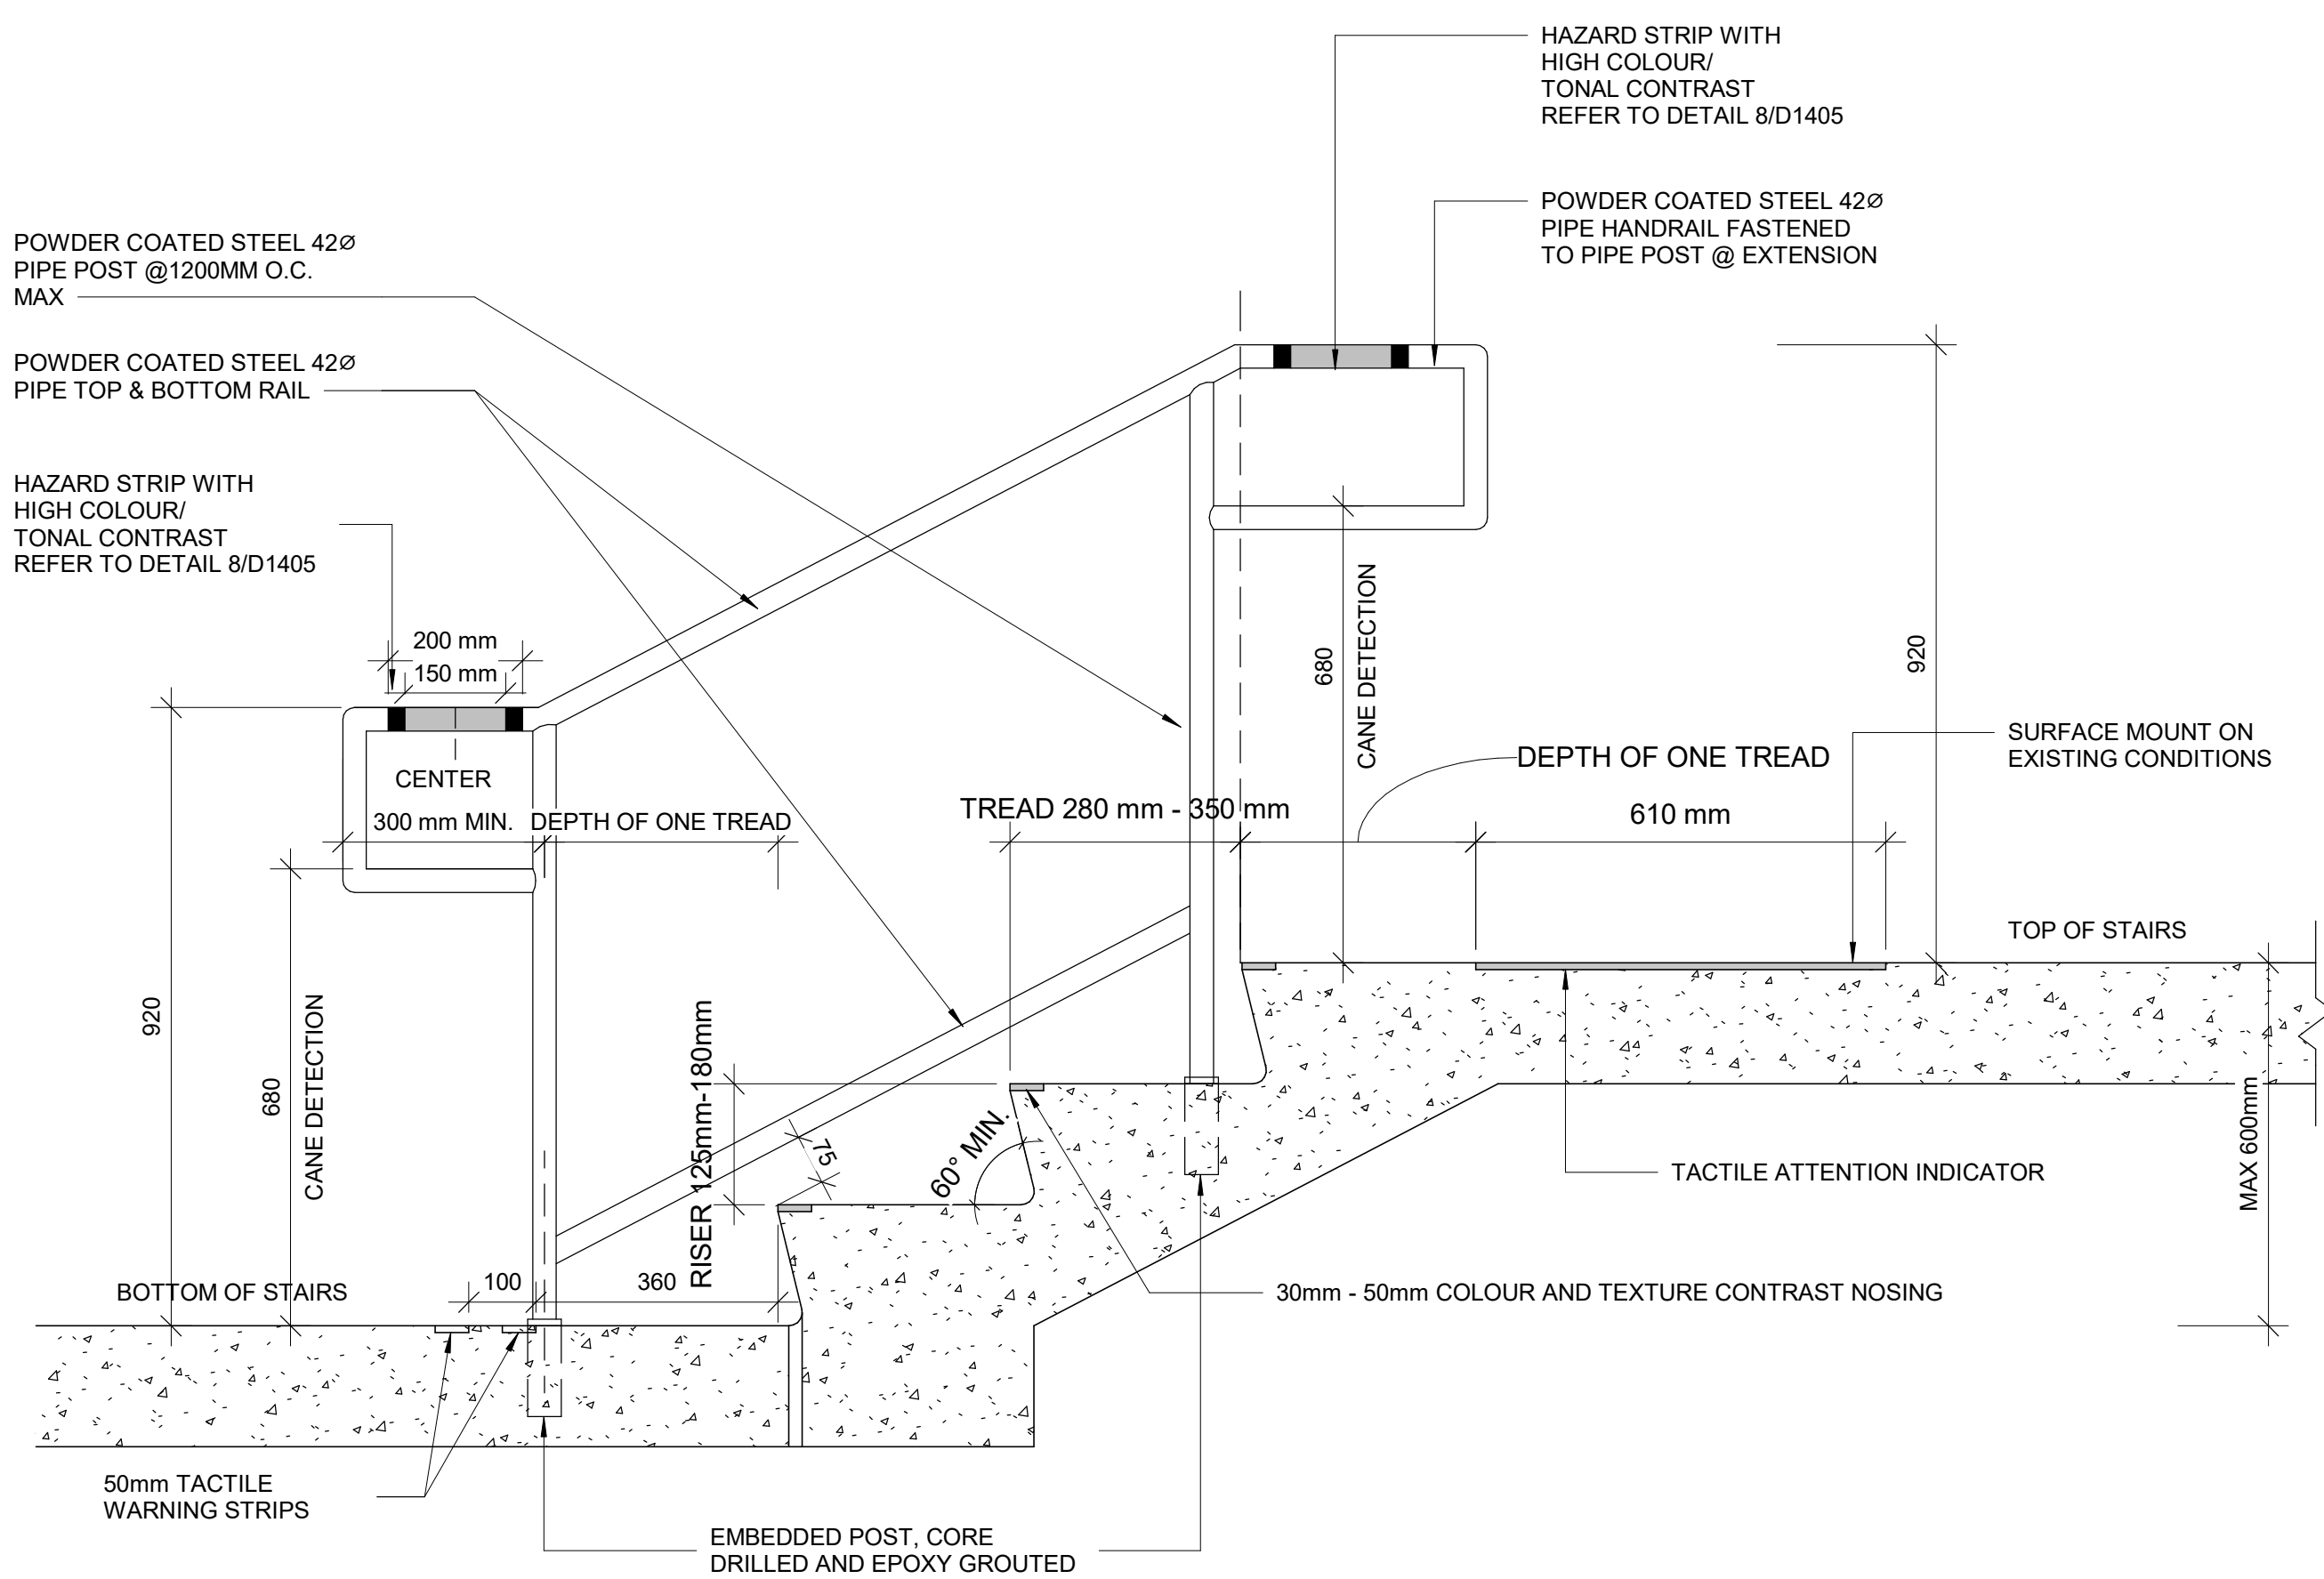 HAZARD STRIP WITH
HIGH COLOUR/
TONAL CONTRAST
REFER TO DETAIL 8/D1405
POWDER COATED STEEL 42Ø
PIPE HANDRAIL FASTENED
TO PIPE POST @ EXTENSION
POWDER COATED STEEL 42Ø
PIPE POST @1200MM O.C.
MAX
POWDER COATED STEEL 42Ø
PIPE TOP & BOTTOM RAIL
HAZARD STRIP WITH
HIGH COLOUR/
TONAL CONTRAST
REFER TO DETAIL 8/D1405
200 mm
150 mm
CENTER
300 mm MIN.
DEPTH OF ONE TREAD
920
680
CANE DETECTION
TREAD 280 mm - 350 mm
680
CANE DETECTION
DEPTH OF ONE TREAD
610 mm
920
SURFACE MOUNT ON
EXISTING CONDITIONS
TOP OF STAIRS
RISER 125mm-180mm
75
60° MIN.
MAX 600mm
TACTILE ATTENTION INDICATOR
BOTTOM OF STAIRS
100
360
30mm - 50mm COLOUR AND TEXTURE CONTRAST NOSING
50mm TACTILE
WARNING STRIPS
EMBEDDED POST, CORE
DRILLED AND EPOXY GROUTED